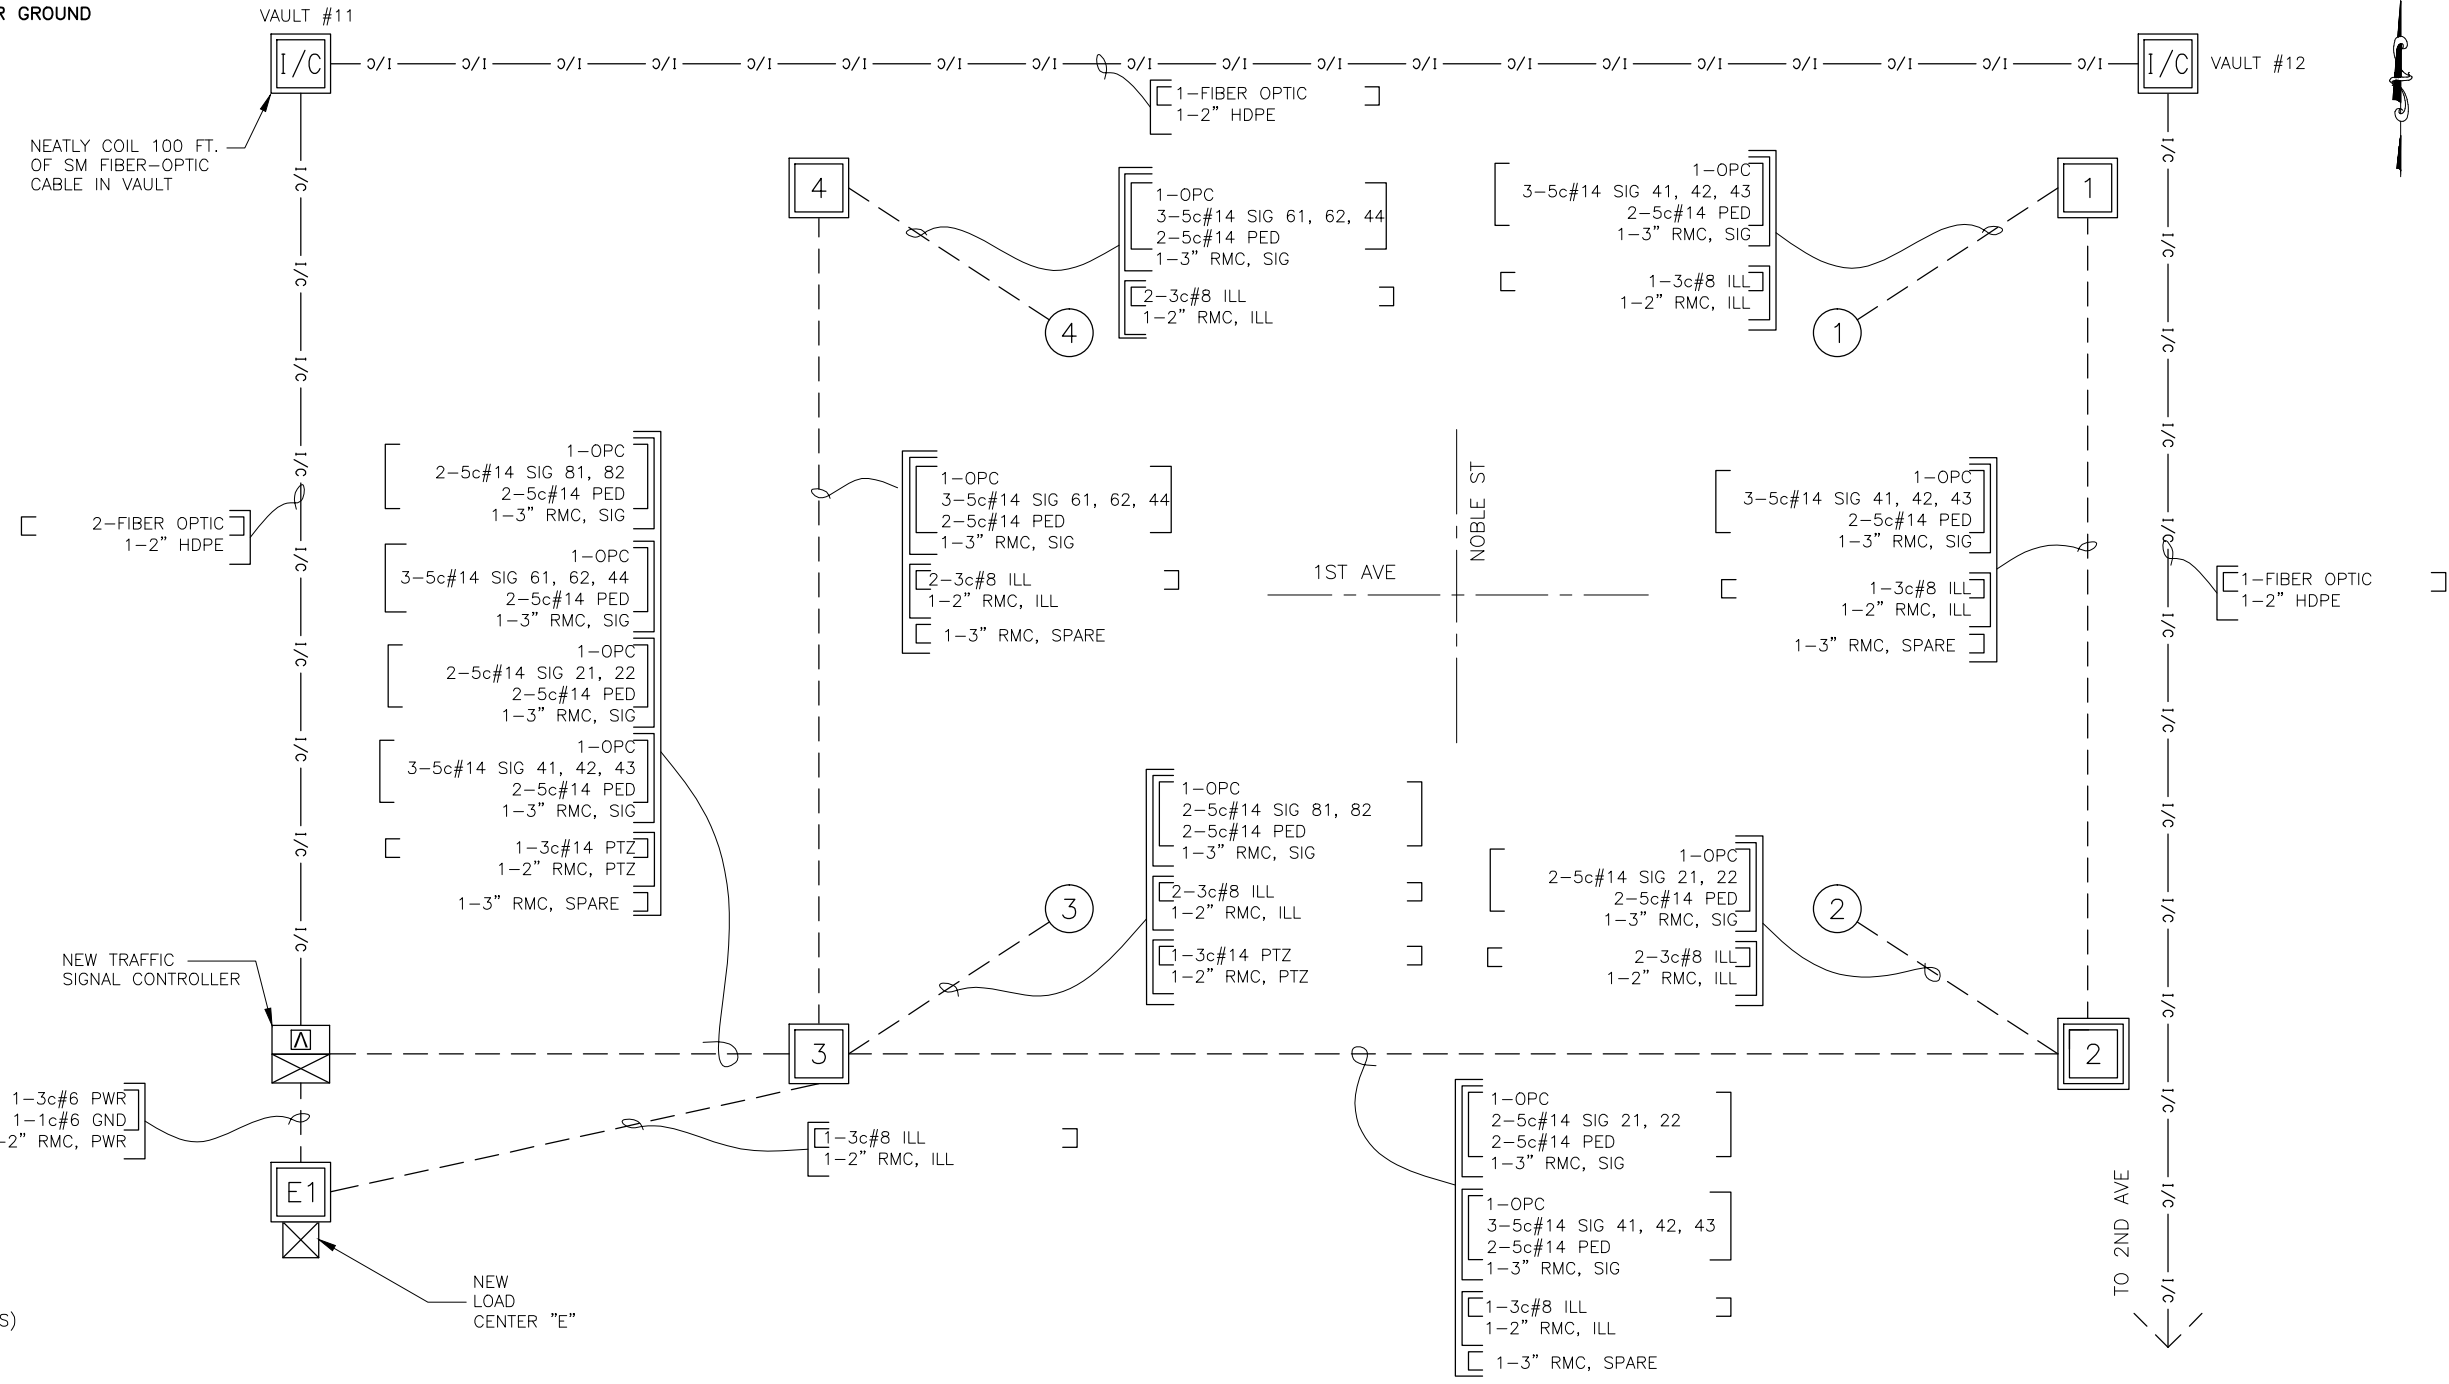 R GROUND
VAULT #11
I/C
I/C I/C I/C I/C I/C I/C I/C I/C I/C I/C I/C I/C I/C I/C I/C I/C I/C I/C I/C
I/C
VAULT #12
1-FIBER OPTIC
1-2" HDPE
NEATLY COIL 100 FT.
OF SM FIBER-OPTIC
CABLE IN VAULT
I/C
I/C
I/C
I/C
I/C
I/C
I/C
I/C
I/C
4
1-OPC
3-5c#14 SIG 61, 62, 44
2-5c#14 PED
1-3" RMC, SIG
2-3c#8 ILL
1-2" RMC, ILL
4
1-OPC
3-5c#14 SIG 41, 42, 43
2-5c#14 PED
1-3" RMC, SIG
1-3c#8 ILL
1-2" RMC, ILL
1
1
I/C
I/C
I/C
I/C
I/C
I/C
I/C
I/C
I/C
I/C
I/C
I/C
I/C
2-FIBER OPTIC
1-2" HDPE
1-OPC
2-5c#14 SIG 81, 82
2-5c#14 PED
1-3" RMC, SIG
1-OPC
3-5c#14 SIG 61, 62, 44
2-5c#14 PED
1-3" RMC, SIG
1-OPC
2-5c#14 SIG 21, 22
2-5c#14 PED
1-3" RMC, SIG
1-OPC
3-5c#14 SIG 41, 42, 43
2-5c#14 PED
1-3" RMC, SIG
1-3c#14 PTZ
1-2" RMC, PTZ
1-3" RMC, SPARE
1-OPC
3-5c#14 SIG 61, 62, 44
2-5c#14 PED
1-3" RMC, SIG
2-3c#8 ILL
1-2" RMC, ILL
1-3" RMC, SPARE
1ST AVE
NOBLE ST
1-OPC
3-5c#14 SIG 41, 42, 43
2-5c#14 PED
1-3" RMC, SIG
1-3c#8 ILL
1-2" RMC, ILL
1-3" RMC, SPARE
1-FIBER OPTIC
1-2" HDPE
1-OPC
2-5c#14 SIG 81, 82
2-5c#14 PED
1-3" RMC, SIG
2-3c#8 ILL
1-2" RMC, ILL
1-3c#14 PTZ
1-2" RMC, PTZ
3
1-OPC
2-5c#14 SIG 21, 22
2-5c#14 PED
1-3" RMC, SIG
2-3c#8 ILL
1-2" RMC, ILL
2
NEW TRAFFIC
SIGNAL CONTROLLER
3
2
1-3c#6 PWR
1-1c#6 GND
-2" RMC, PWR
1-3c#8 ILL
1-2" RMC, ILL
E1
1-OPC
2-5c#14 SIG 21, 22
2-5c#14 PED
1-3" RMC, SIG
1-OPC
3-5c#14 SIG 41, 42, 43
2-5c#14 PED
1-3" RMC, SIG
1-3c#8 ILL
1-2" RMC, ILL
1-3" RMC, SPARE
TO 2ND AVE
NEW
LOAD
CENTER "E"
S)